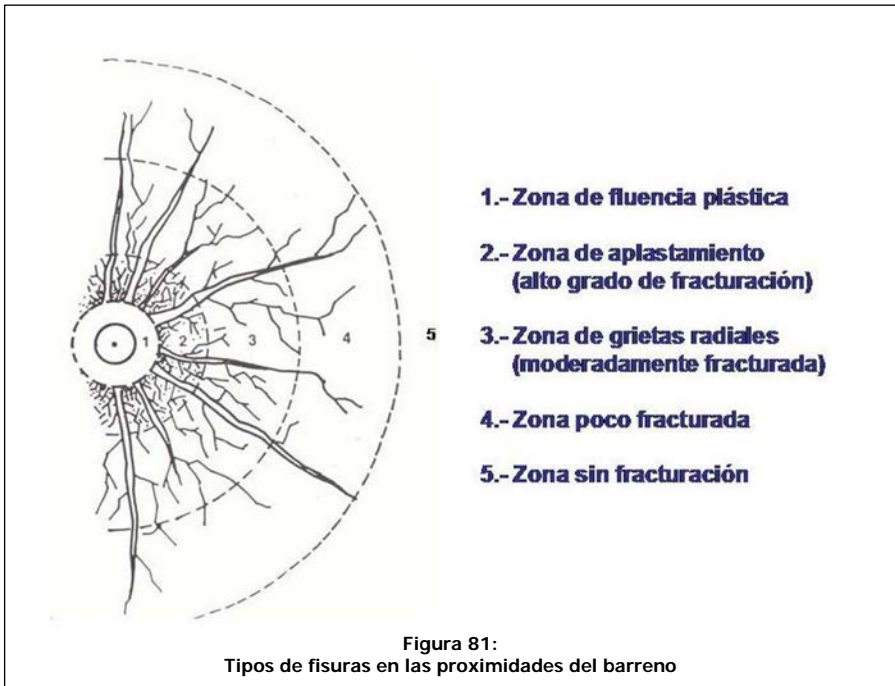 1.- Zona de fluencia plástica
2.- Zona de aplastamiento
(alto grado de fracturación)
3.- Zona de grietas radiales
(moderadamente fracturada)
4.- Zona poco fracturada
5.- Zona sin fracturación
1 2 3 4 5
Figura 81:
Tipos de fisuras en las proximidades del barreno